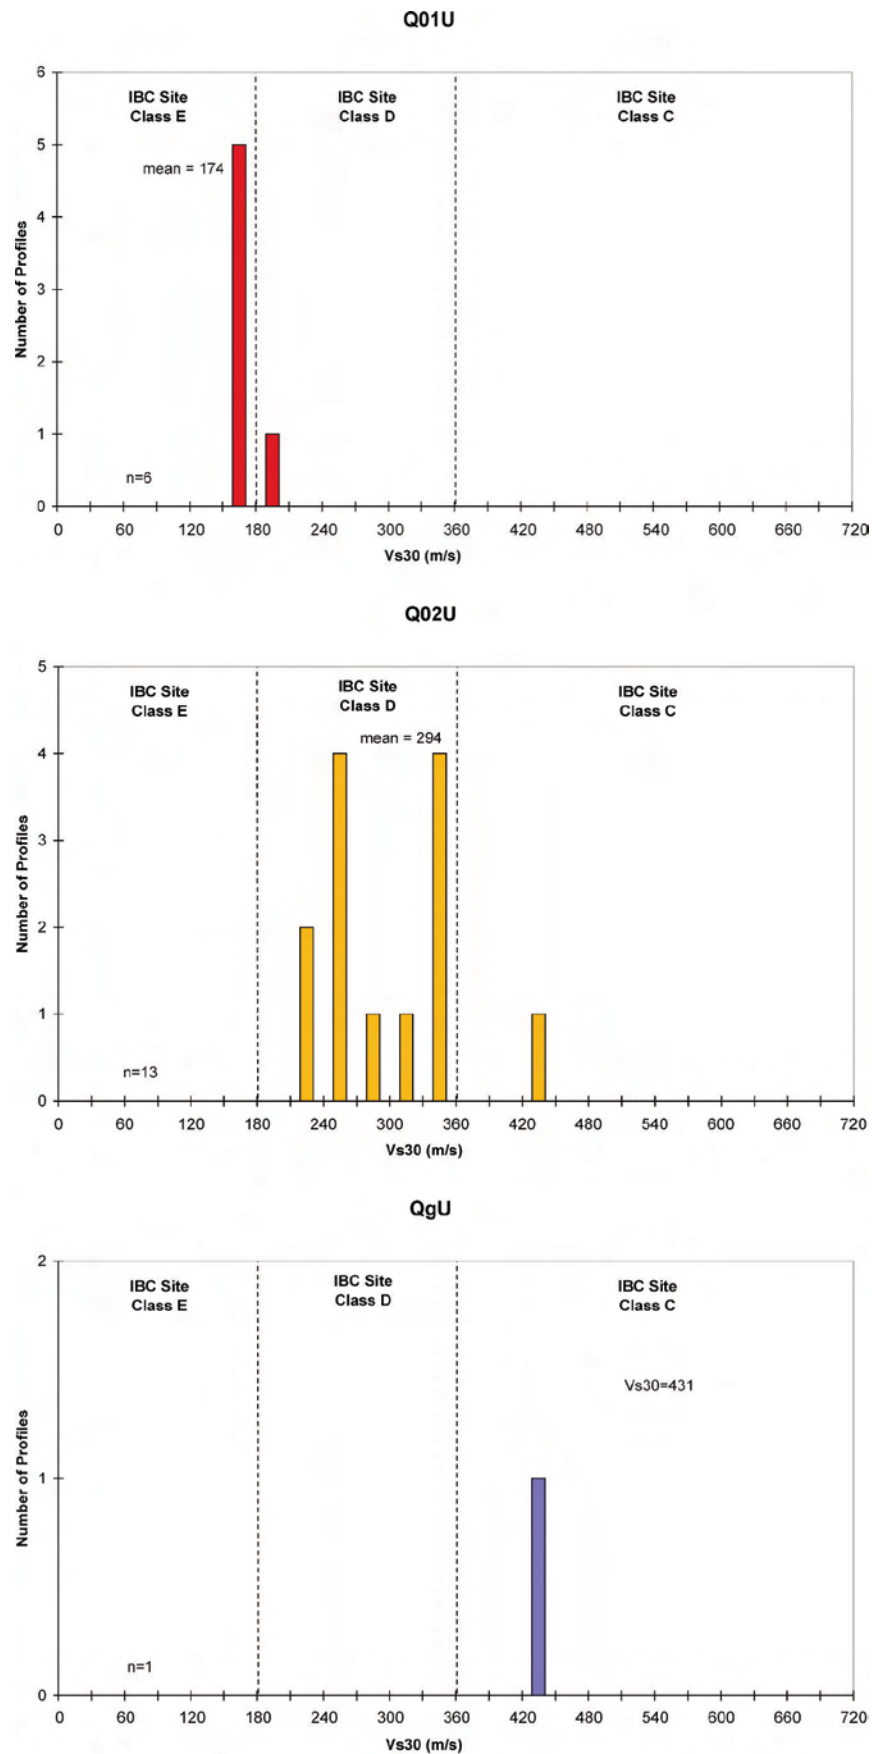 Q01U
6
IBC Site
Class E
IBC Site
Class D
IBC Site
Class C
5
mean = 174
4
Number of Profiles
3
2
1
n=6
0
0 60 120 180 240 300 360 420 480 540 600 660 720
Vs30 (m/s)
Q02U
5
IBC Site
Class E
IBC Site
Class D
IBC Site
Class C
mean = 294
4
Number of Profiles
3
2
1
n=13
0
0 60 120 180 240 300 360 420 480 540 600 660 720
Vs30 (m/s)
QgU
2
IBC Site
Class E
IBC Site
Class D
IBC Site
Class C
Vs30=431
Number of Profiles
1
n=1
0
0 60 120 180 240 300 360 420 480 540 600 660 720
Vs30 (m/s)